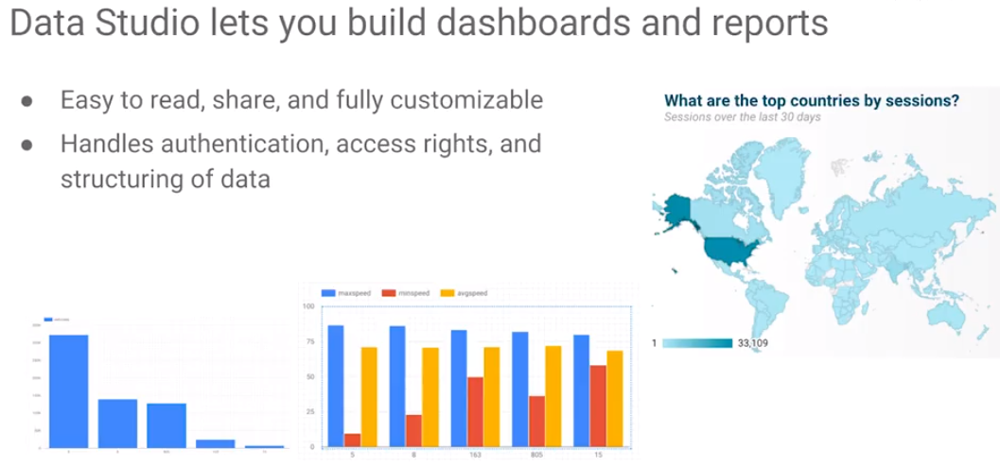 Data Studio lets you build dashboards and reports
● Easy to read, share, and fully customizable
● Handles authentication, access rights, and
structuring of data
What are the top countries by sessions?
Sessions over the last 30 days
1 33,109
maxspeed minspeed avgspeed
100
75
50
25
0
5 8 163 805 15